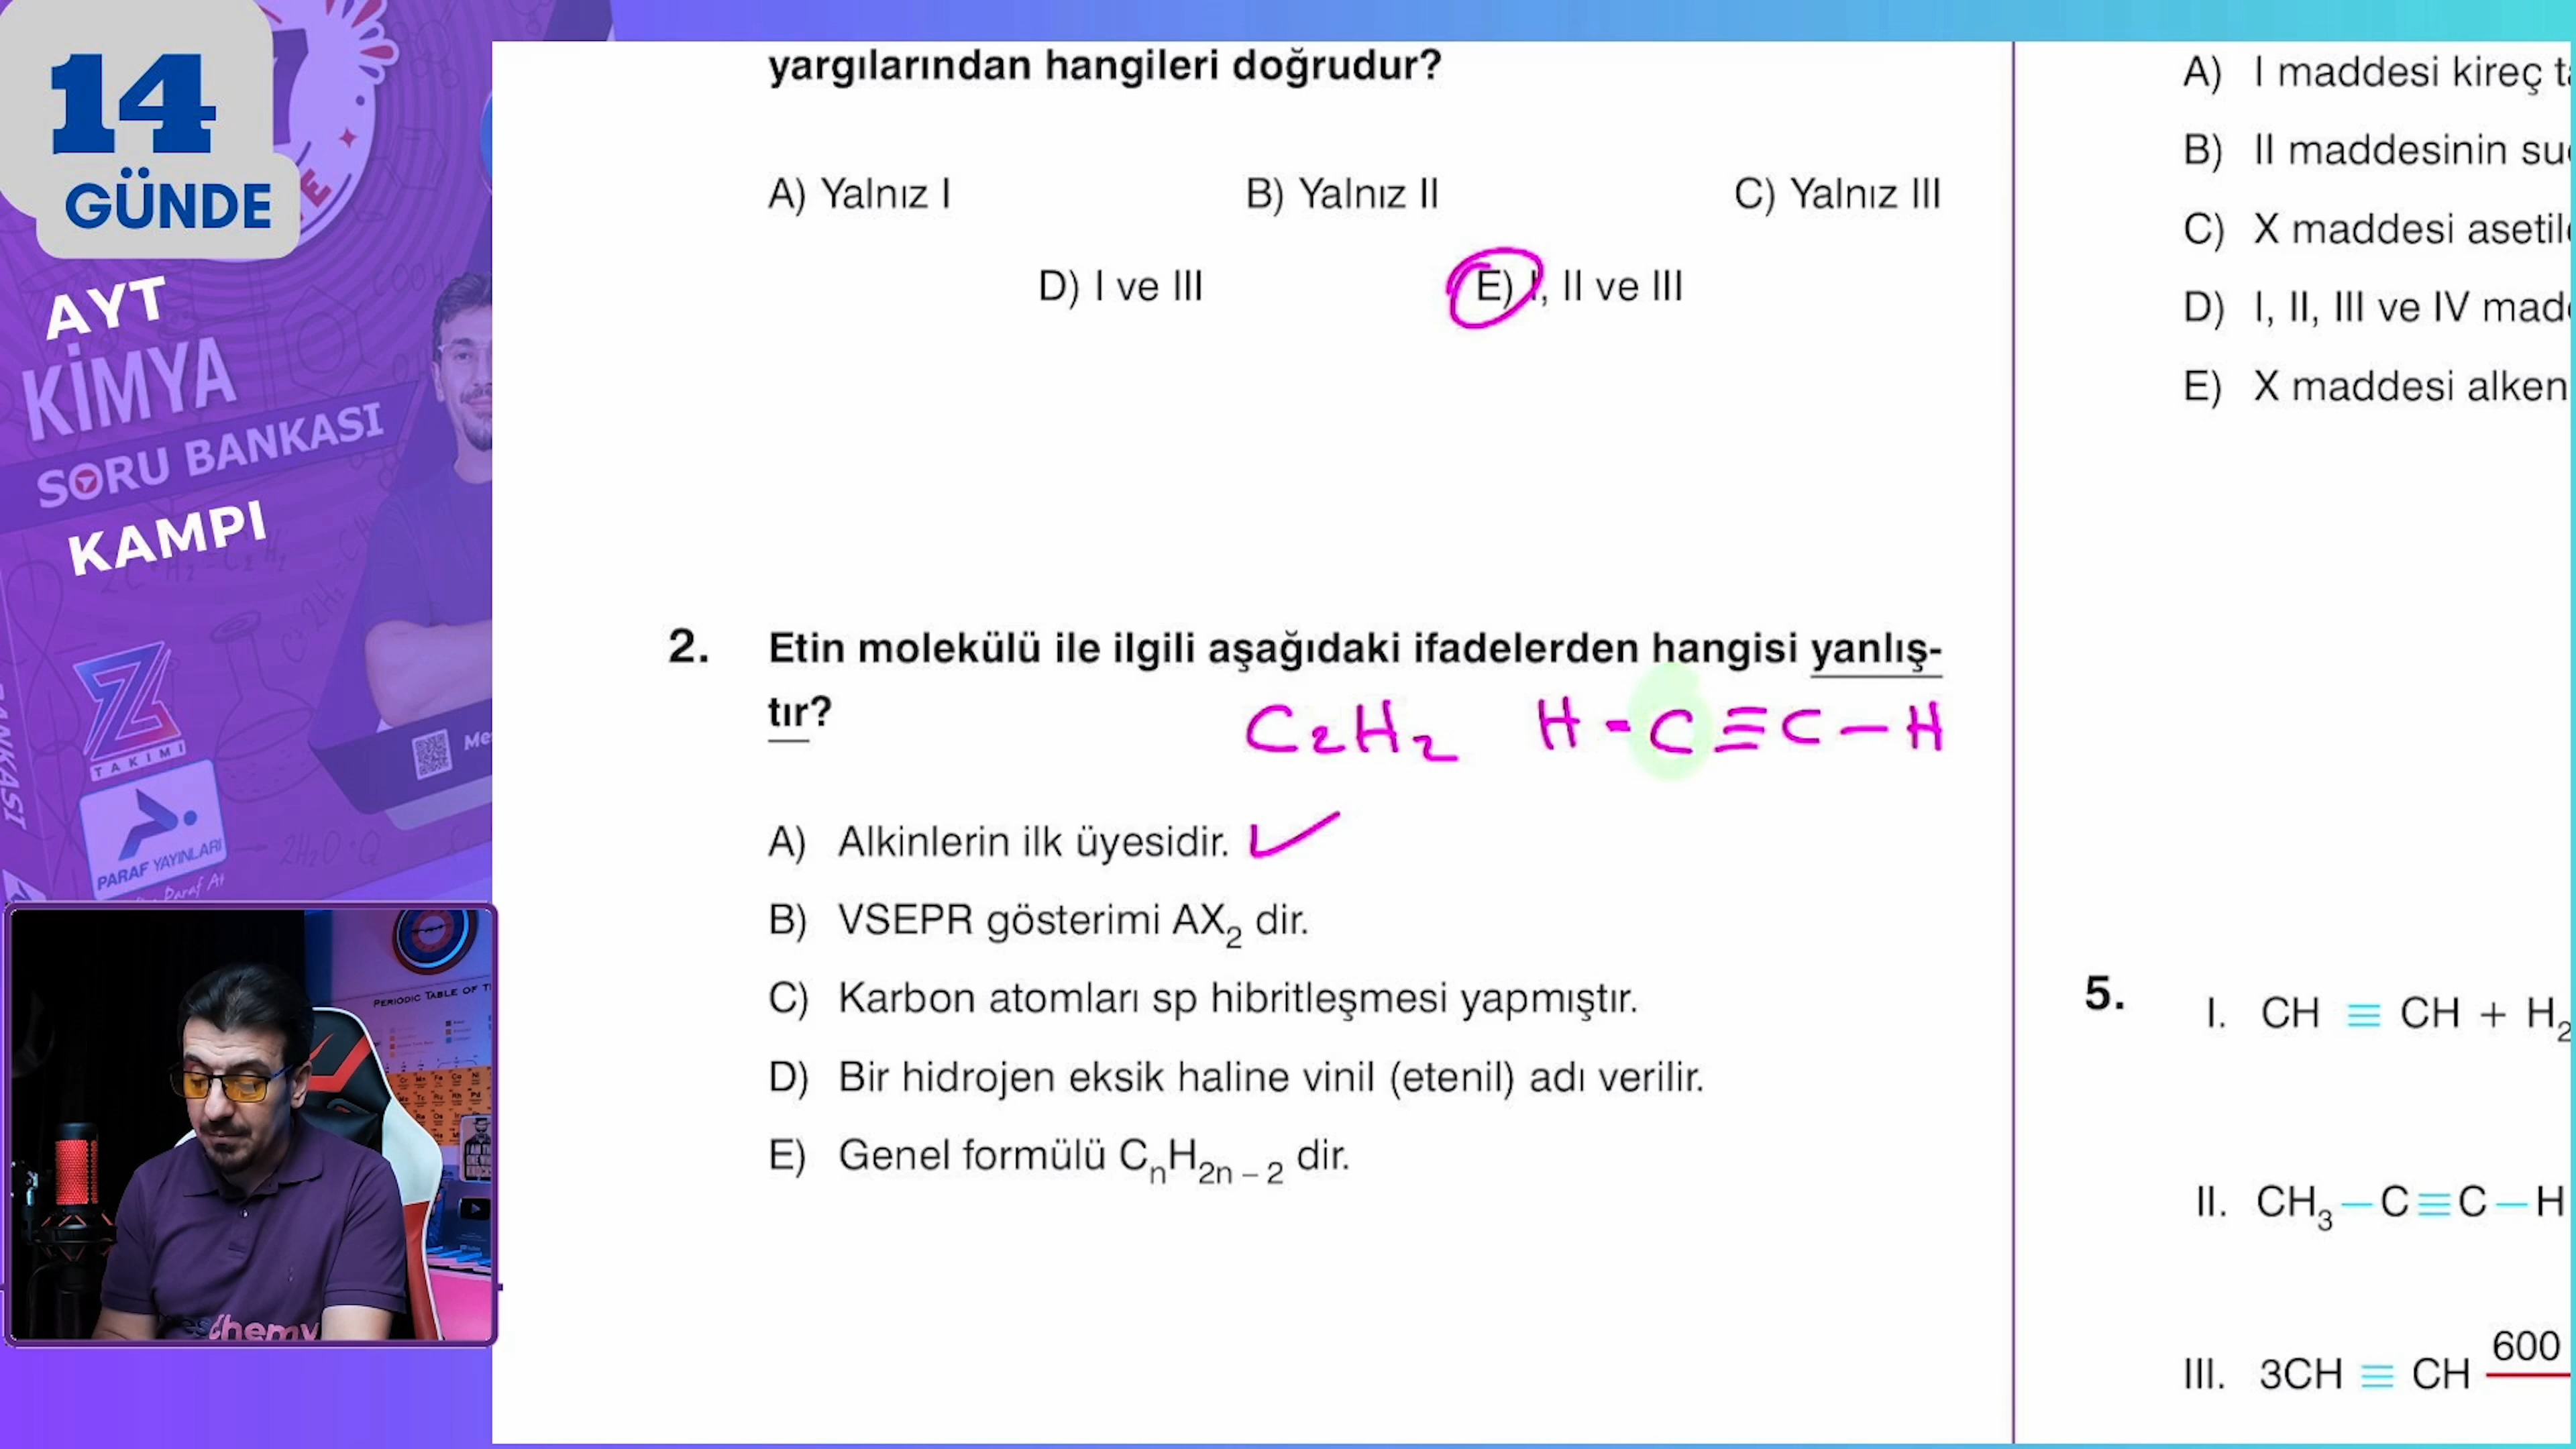 14
GÜNDE
AYT
KİMYA
SORU BANKASI
KAMPI
TAKIMI
PARAF YAYINLARI
PERIODIC TABLE OF
yargılarından hangileri doğrudur?
A) Yalnız I B) Yalnız II C) Yalnız III
D) I ve III E) I, II ve III
2. Etin molekülü ile ilgili aşağıdaki ifadelerden hangisi yanlış-
tır?
C₂H₂ H-C≡C-H
A) Alkinlerin ilk üyesidir. ✓
B) VSEPR gösterimi AX₂ dir.
C) Karbon atomları sp hibritleşmesi yapmıştır.
D) Bir hidrojen eksik haline vinil (etenil) adı verilir.
E) Genel formülü CₙH₂ₙ₋₂ dir.
A) I maddesi kireç
B) II maddesinin
C) X maddesi
D) I, II, III ve IV
E) X maddesi alken
5.
I. CH ≡ CH + H₂
II. CH₃—C≡C—H
III. 3CH ≡ CH 600